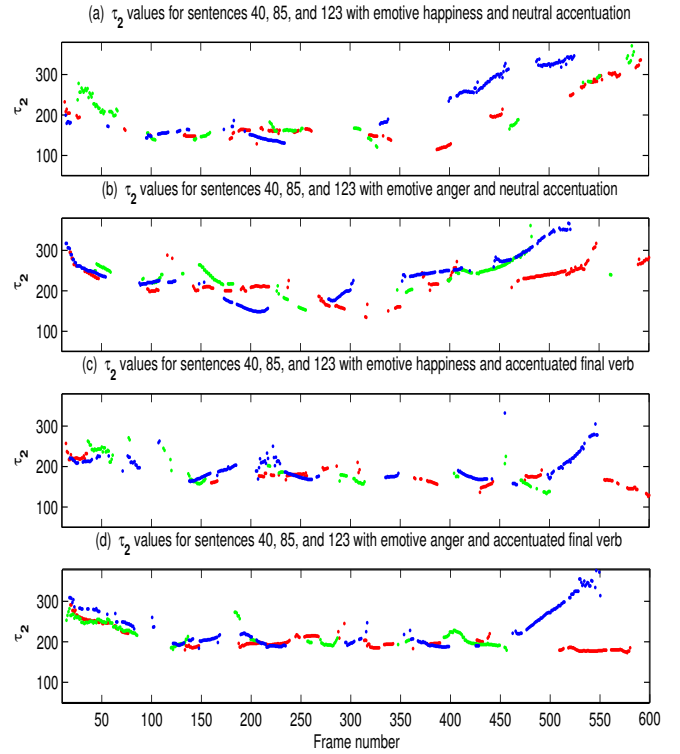 (a) τ2 values for sentences 40, 85, and 123 with emotive happiness and neutral accentuation
300
200
100
τ2
(b) τ2 values for sentences 40, 85, and 123 with emotive anger and neutral accentuation
300
200
100
τ2
(c) τ2 values for sentences 40, 85, and 123 with emotive happiness and accentuated final verb
300
200
100
τ2
(d) τ2 values for sentences 40, 85, and 123 with emotive anger and accentuated final verb
300
200
100
τ2
50 100 150 200 250 300 350 400 450 500 550 600
Frame number